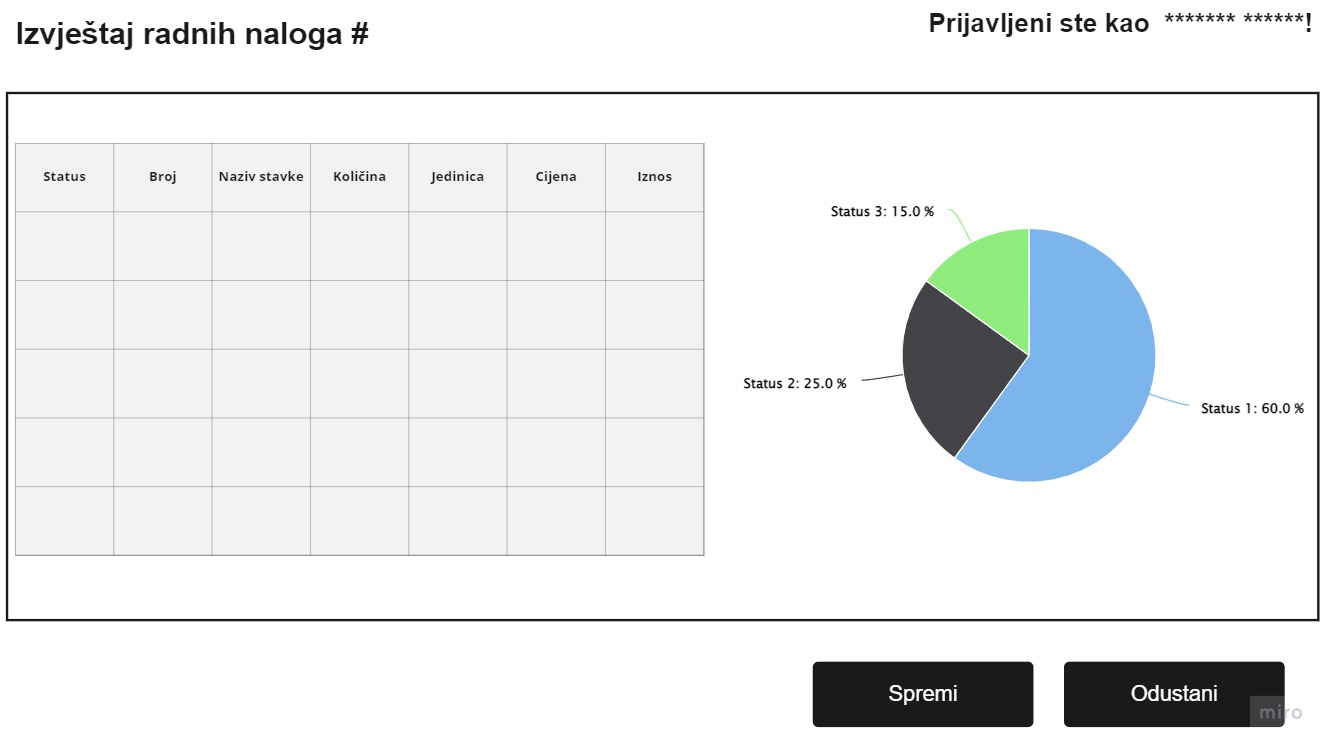 Izvještaj radnih naloga #
Prijavljeni ste kao ******* ******!
Status Broj Naziv stavke Količina Jedinica Cijena Iznos
Status 3: 15.0 %
Status 2: 25.0 %
Status 1: 60.0 %
Spremi
Odustani
miro